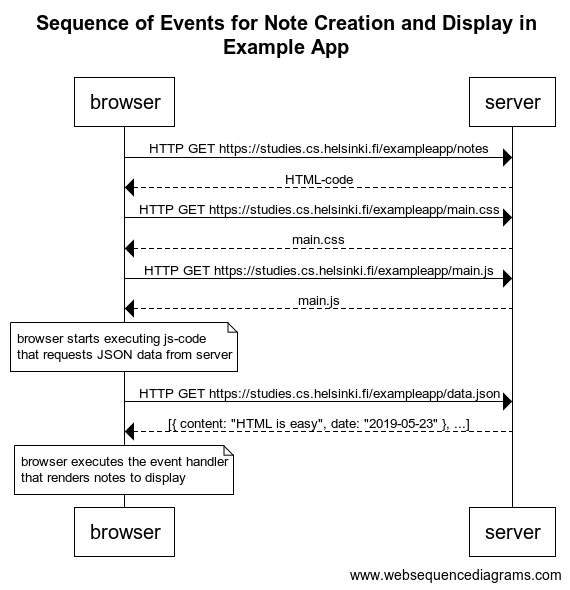 Sequence of Events for Note Creation and Display in
Example App
browser server
HTTP GET https://studies.cs.helsinki.fi/exampleapp/notes
HTML-code
HTTP GET https://studies.cs.helsinki.fi/exampleapp/main.css
main.css
HTTP GET https://studies.cs.helsinki.fi/exampleapp/main.js
main.js
browser starts executing js-code
that requests JSON data from server
HTTP GET https://studies.cs.helsinki.fi/exampleapp/data.json
[{ content: "HTML is easy", date: "2019-05-23" }, ...]
browser executes the event handler
that renders notes to display
browser server
www.websequencediagrams.com